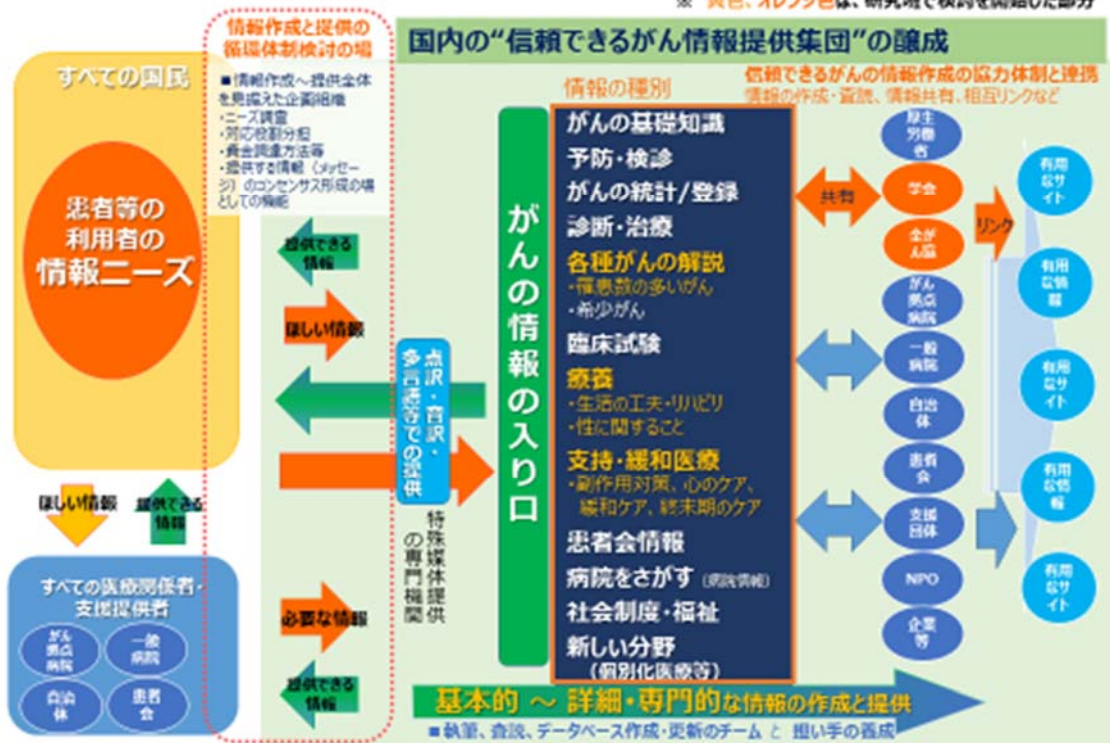 ※ 黄色、オレンジ色は、研究班で検討を開始した部分
情報作成と提供の
循環体制検討の場
国内の“信頼できるがん情報提供集団”の醸成
すべての国民
■情報作成～提供全体
を見据えた企画組織
・ニーズ調査
・対応役割分担
・資金調達方法等
・提供する情報（メッセー
ジ）のコンセンサス形成の場
としての機能
患者等の
利用者の
情報ニーズ
提供できる
情報
ほしい情報
点訳・音訳・
多言語等での提供
特殊媒体提供
の専門機関
ほしい情報
提供できる
情報
すべての医療関係者・
支援提供者
がん
拠点
病院
一般
病院
自治
体
患者
会
必要な情報
提供できる
情報
がんの情報の入り口
情報の種別
がんの基礎知識
予防・検診
がんの統計/登録
診断・治療
各種がんの解説
・罹患数の多いがん
・希少がん
臨床試験
療養
・生活の工夫・リハビリ
・性に関すること
支持・緩和医療
・副作用対策、心のケア、
緩和ケア、終末期のケア
患者会情報
病院をさがす（病院情報）
社会制度・福祉
新しい分野
（個別化医療等）
信頼できるがんの情報作成の協力体制と連携
情報の作成・査読、情報共有、相互リンクなど
共有
厚生
労働
省
学会
全が
ん協
がん
拠点
病院
一般
病院
自治
体
患者
会
支援
団体
NPO
企業
等
リンク
有用
なサ
イト
有用
な情
報
有用
なサ
イト
有用
な情
報
有用
なサ
イト
基本的 ～ 詳細・専門的な情報の作成と提供
■執筆、査読、データベース作成・更新のチーム と 担い手の養成